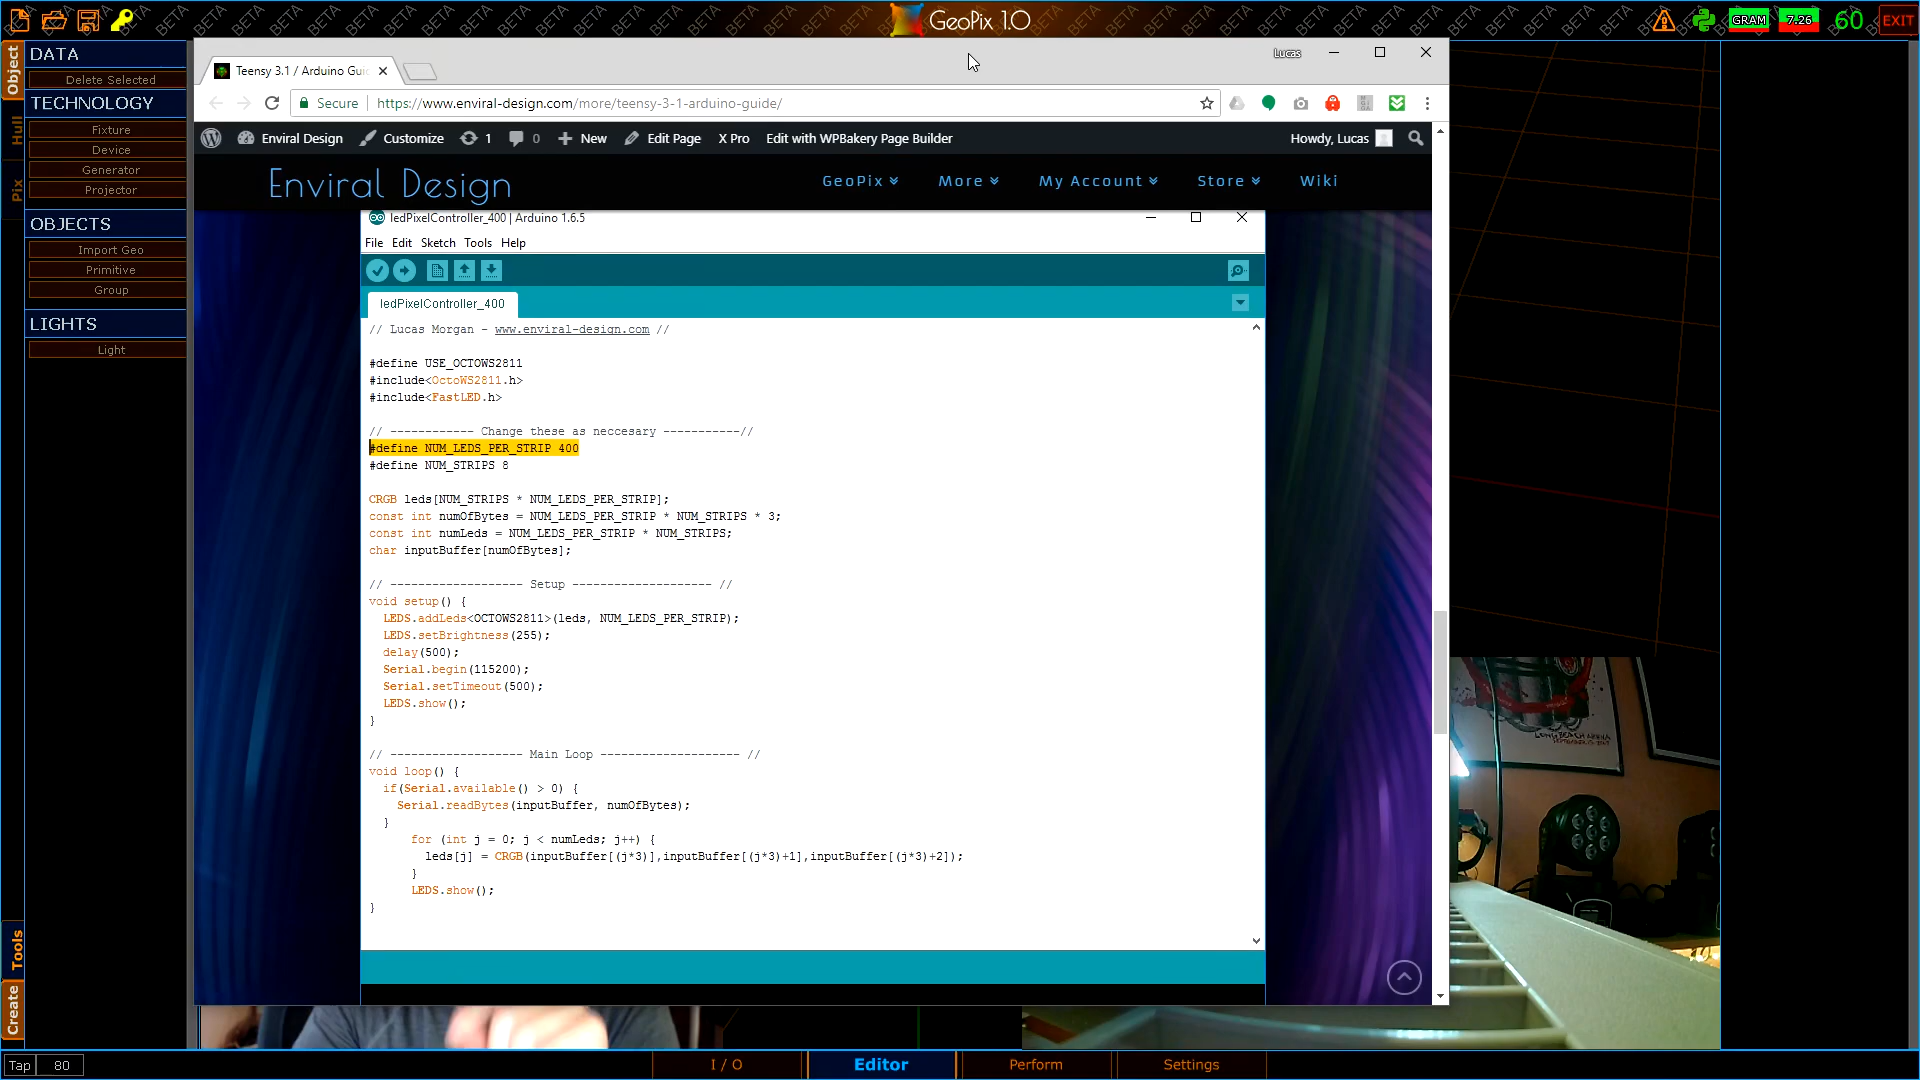 GeoPix 1.0
BETA
GRAM
7.26
60
EXIT
Object
Hull
Pix
Tools
Create
DATA
Delete Selected
TECHNOLOGY
Fixture
Device
Generator
Projector
OBJECTS
Import Geo
Primitive
Group
LIGHTS
Light
Lucas
Teensy 3.1 / Arduino Gui
Secure
https://www.enviral-design.com/more/teensy-3-1-arduino-guide/
Enviral Design
Customize
1
0
New
Edit Page
X Pro
Edit with WPBakery Page Builder
Howdy, Lucas
Enviral Design
GeoPix
More
My Account
Store
Wiki
ledPixelController_400 | Arduino 1.6.5
File Edit Sketch Tools Help
ledPixelController_400
// Lucas Morgan - www.enviral-design.com //
#define USE_OCTOWS2811
#include<OctoWS2811.h>
#include<FastLED.h>
// ------------ Change these as neccesary -----------//
#define NUM_LEDS_PER_STRIP 400
#define NUM_STRIPS 8
CRGB leds[NUM_STRIPS * NUM_LEDS_PER_STRIP];
const int numOfBytes = NUM_LEDS_PER_STRIP * NUM_STRIPS * 3;
const int numLeds = NUM_LEDS_PER_STRIP * NUM_STRIPS;
char inputBuffer[numOfBytes];
// ------------------- Setup -------------------- //
void setup() {
LEDS.addLeds<OCTOWS2811>(leds, NUM_LEDS_PER_STRIP);
LEDS.setBrightness(255);
delay(500);
Serial.begin(115200);
Serial.setTimeout(500);
LEDS.show();
}
// ------------------- Main Loop -------------------- //
void loop() {
if(Serial.available() > 0) {
Serial.readBytes(inputBuffer, numOfBytes);
}
for (int j = 0; j < numLeds; j++) {
leds[j] = CRGB(inputBuffer[(j*3)],inputBuffer[(j*3)+1],inputBuffer[(j*3)+2]);
}
LEDS.show();
}
LONG BEACH ARENA
Tap
80
I / O
Editor
Perform
Settings